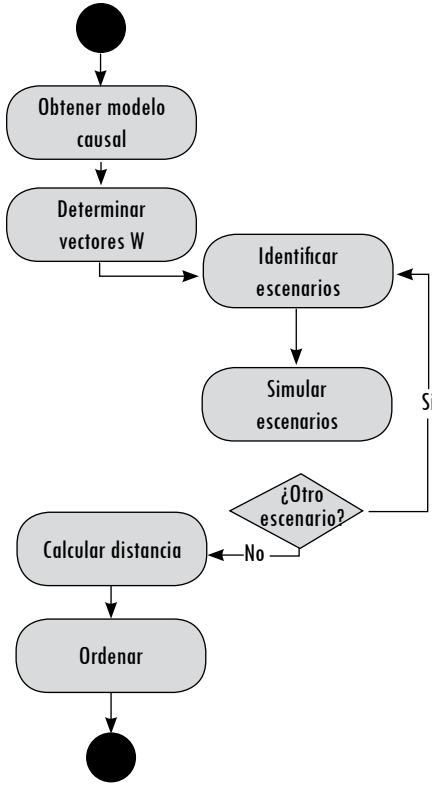 Obtener modelo
causal
Determinar
vectores W
Identificar
escenarios
Simular
escenarios
Si
¿Otro
escenario?
No
Calcular distancia
Ordenar